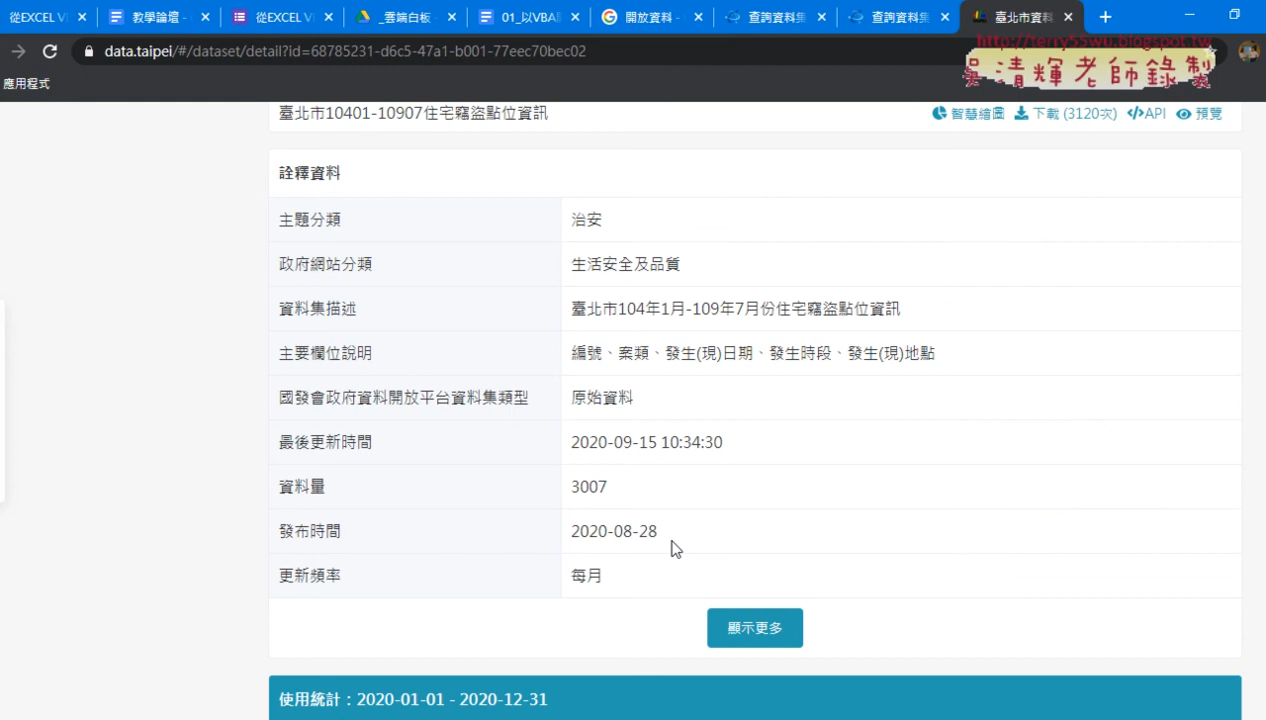 從EXCEL V
教學論壇 -
從EXCEL V
_雲端白板 -
01_以VBA
開放資料 -
查詢資料集
查詢資料集
臺北市資料
http://terry55wu.blogspot.tw
data.taipei/#/dataset/detail?id=68785231-d6c5-47a1-b001-77eec70bec02
吳清輝老師錄製
應用程式
臺北市10401-10907住宅竊盜點位資訊
智慧繪圖 下載 (3120次) </>API 預覽
詮釋資料
主題分類 治安
政府網站分類 生活安全及品質
資料集描述 臺北市104年1月-109年7月份住宅竊盜點位資訊
主要欄位說明 編號、案類、發生(現)日期、發生時段、發生(現)地點
國發會政府資料開放平台資料集類型 原始資料
最後更新時間 2020-09-15 10:34:30
資料量 3007
發布時間 2020-08-28
更新頻率 每月
顯示更多
使用統計：2020-01-01 - 2020-12-31